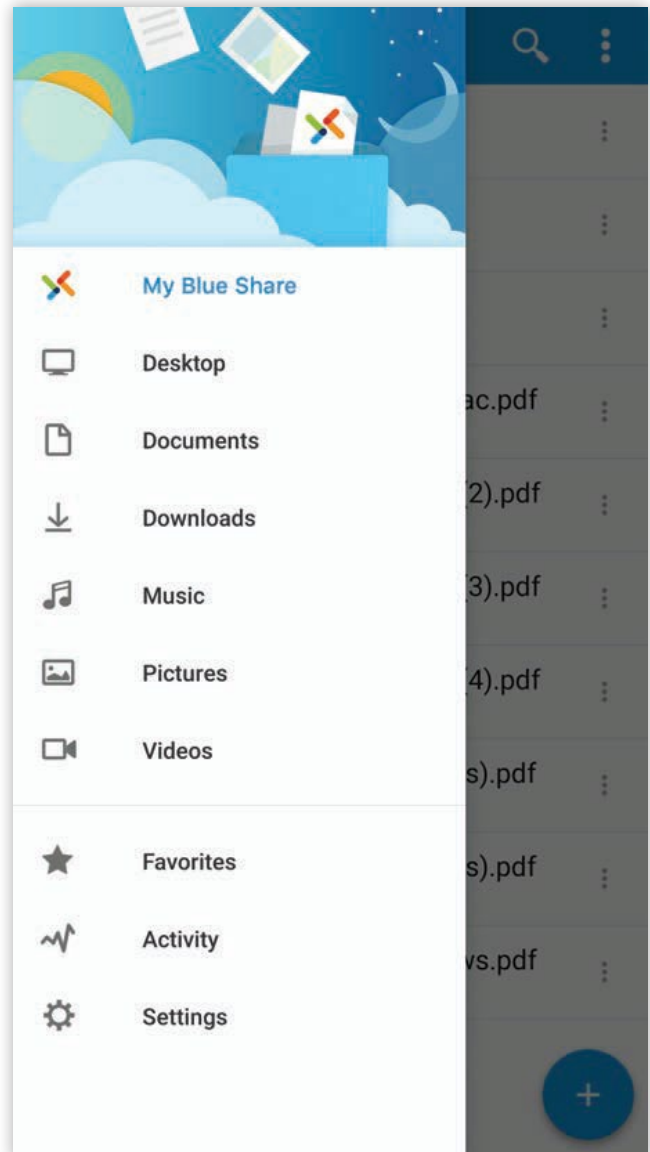 My Blue Share
Desktop
ac.pdf
Documents
(2).pdf
Downloads
(3).pdf
Music
(4).pdf
Pictures
s).pdf
Videos
s).pdf
Favorites
ws.pdf
Activity
Settings